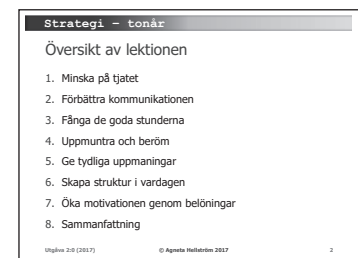 Strategi – tonår
Översikt av lektionen
1. Minska på tjatet
2. Förbättra kommunikationen
3. Fånga de goda stunderna
4. Uppmuntra och beröm
5. Ge tydliga uppmaningar
6. Skapa struktur i vardagen
7. Öka motivationen genom belöningar
8. Sammanfattning
Utgåva 2:0 (2017) © Agneta Hellström 2017 2